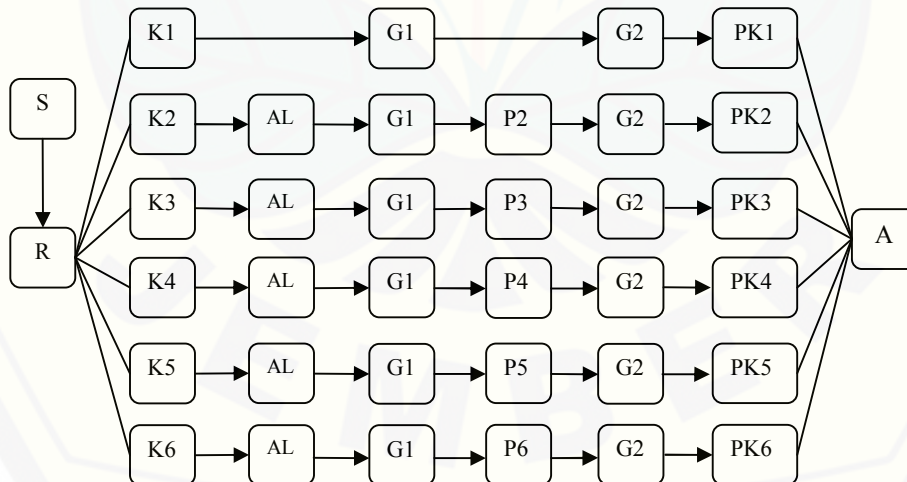 K1 G1 G2 PK1
S
K2 AL G1 P2 G2 PK2
K3 AL G1 P3 G2 PK3
R
A
K4 AL G1 P4 G2 PK4
K5 AL G1 P5 G2 PK5
K6 AL G1 P6 G2 PK6
JEMBER